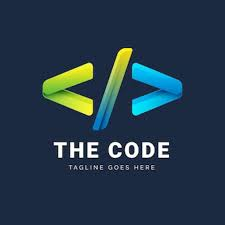 </>
THE CODE
TAGLINE GOES HERE